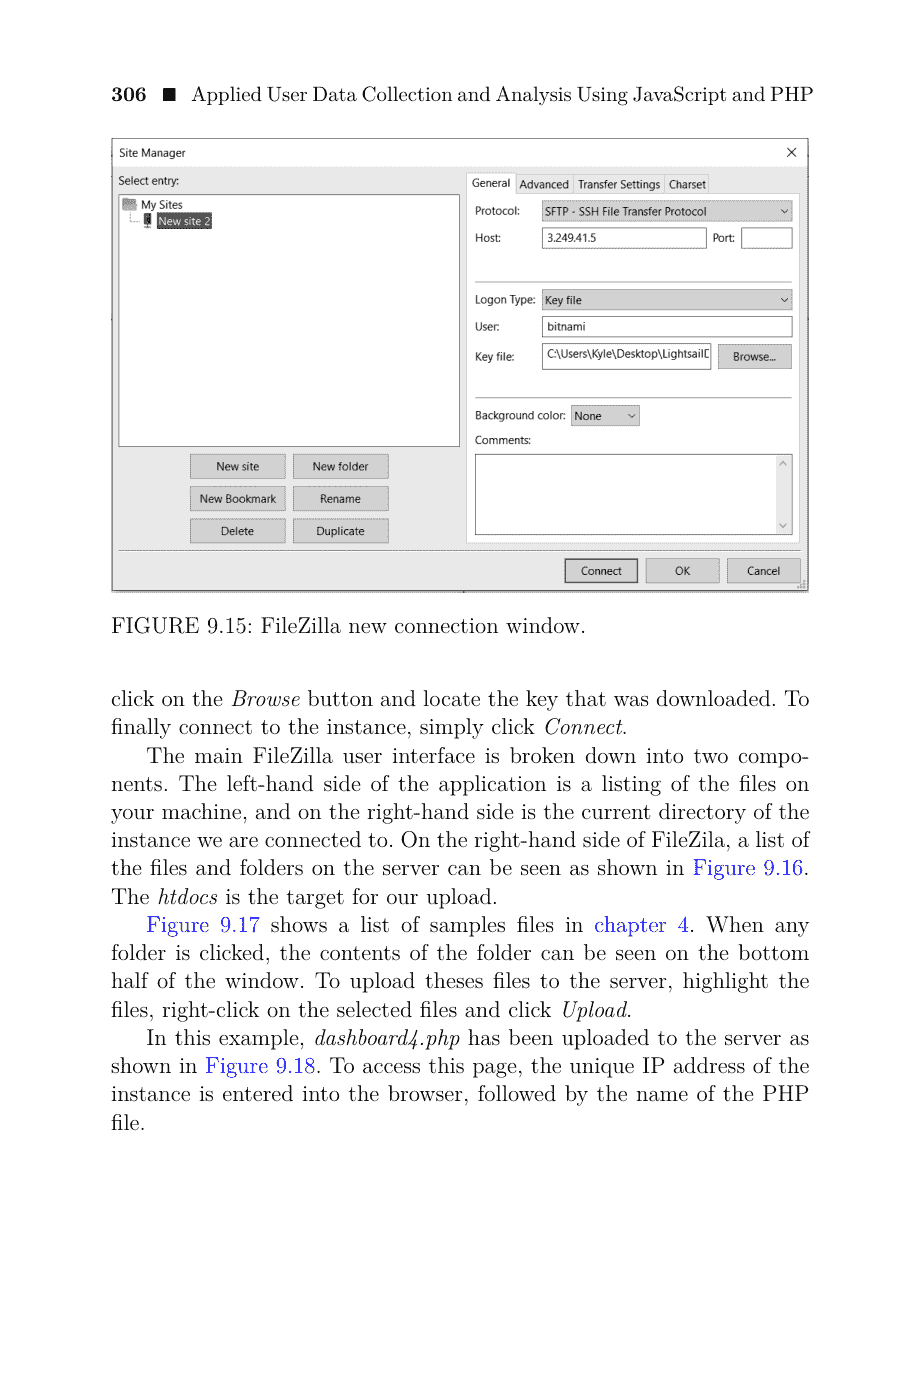 306 ■ Applied User Data Collection and Analysis Using JavaScript and PHP
Site Manager
Select entry:
My Sites
New site 2
New site
New folder
New Bookmark
Rename
Delete
Duplicate
General Advanced Transfer Settings Charset
Protocol: SFTP - SSH File Transfer Protocol
Host: 3.249.41.5 Port:
Logon Type: Key file
User: bitnami
Key file: C:\Users\Kyle\Desktop\Lightsail Browse...
Background color: None
Comments:
Connect OK Cancel
FIGURE 9.15: FileZilla new connection window.
click on the Browse button and locate the key that was downloaded. To
finally connect to the instance, simply click Connect.
The main FileZilla user interface is broken down into two compo-
nents. The left-hand side of the application is a listing of the files on
your machine, and on the right-hand side is the current directory of the
instance we are connected to. On the right-hand side of FileZila, a list of
the files and folders on the server can be seen as shown in Figure 9.16.
The htdocs is the target for our upload.
Figure 9.17 shows a list of samples files in chapter 4. When any
folder is clicked, the contents of the folder can be seen on the bottom
half of the window. To upload theses files to the server, highlight the
files, right-click on the selected files and click Upload.
In this example, dashboard4.php has been uploaded to the server as
shown in Figure 9.18. To access this page, the unique IP address of the
instance is entered into the browser, followed by the name of the PHP
file.